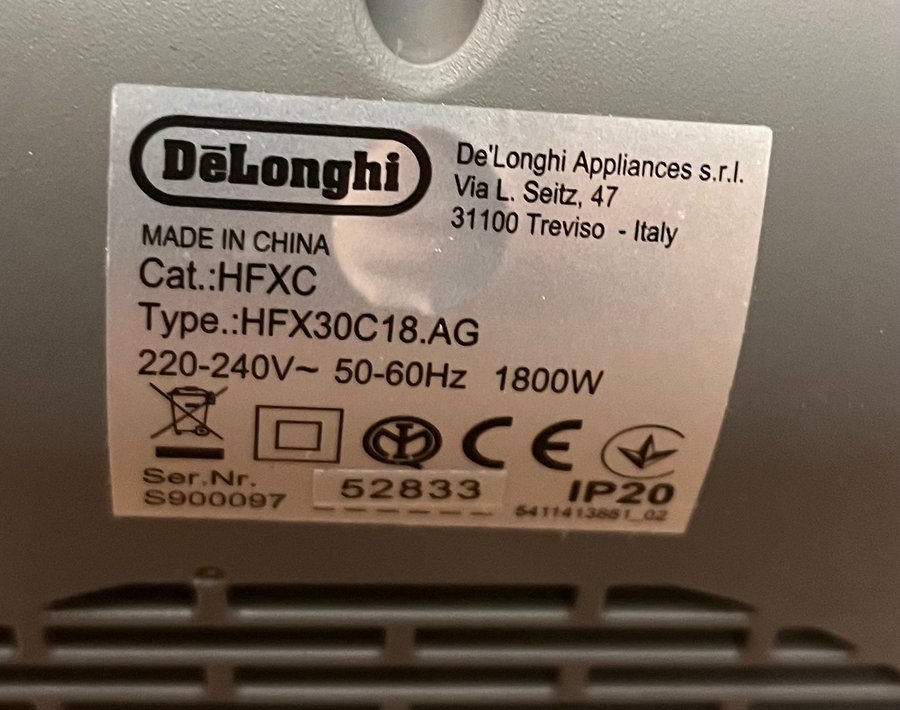 DēLonghi
De'Longhi Appliances s.r.l.
Via L. Seitz, 47
31100 Treviso - Italy
MADE IN CHINA
Cat.:HFXC
Type.:HFX30C18.AG
220-240V~ 50-60Hz 1800W
CE
Ser.Nr.
S900097
52833
IP20
5411413881_02